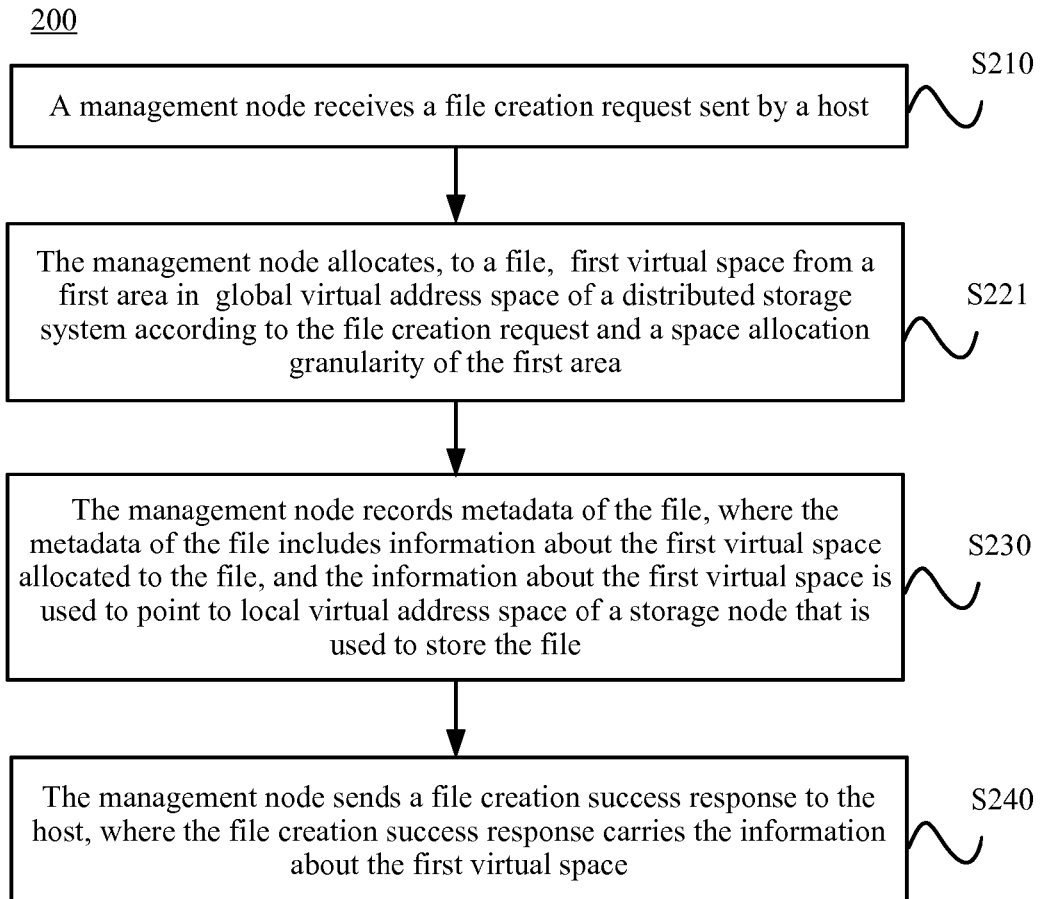 200
S210
A management node receives a file creation request sent by a host
The management node allocates, to a file, first virtual space from a
first area in global virtual address space of a distributed storage
system according to the file creation request and a space allocation
granularity of the first area
S221
The management node records metadata of the file, where the
metadata of the file includes information about the first virtual space
allocated to the file, and the information about the first virtual space is
used to point to local virtual address space of a storage node that is
used to store the file
S230
The management node sends a file creation success response to the
host, where the file creation success response carries the information
about the first virtual space
S240